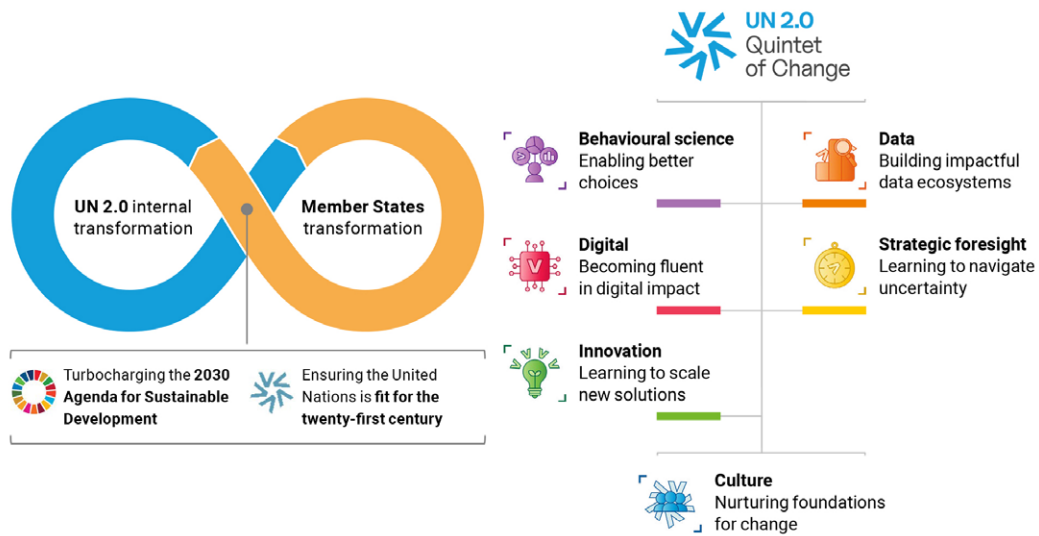 UN 2.0 internal
transformation
Member States
transformation
Turbocharging the 2030
Agenda for Sustainable
Development
Ensuring the United
Nations is fit for the
twenty-first century
UN 2.0
Quintet
of Change
Behavioural science
Enabling better
choices
Data
Building impactful
data ecosystems
Digital
Becoming fluent
in digital impact
Strategic foresight
Learning to navigate
uncertainty
Innovation
Learning to scale
new solutions
Culture
Nurturing foundations
for change